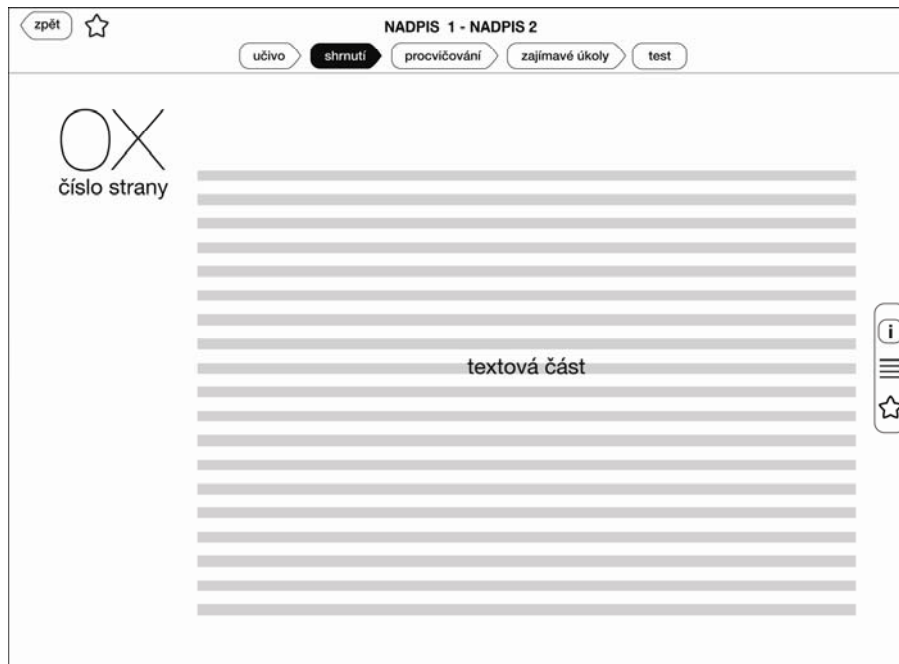 zpět
NADPIS 1 - NADPIS 2
učivo shrnutí procvičování zajímavé úkoly test
OX
číslo strany
textová část
i